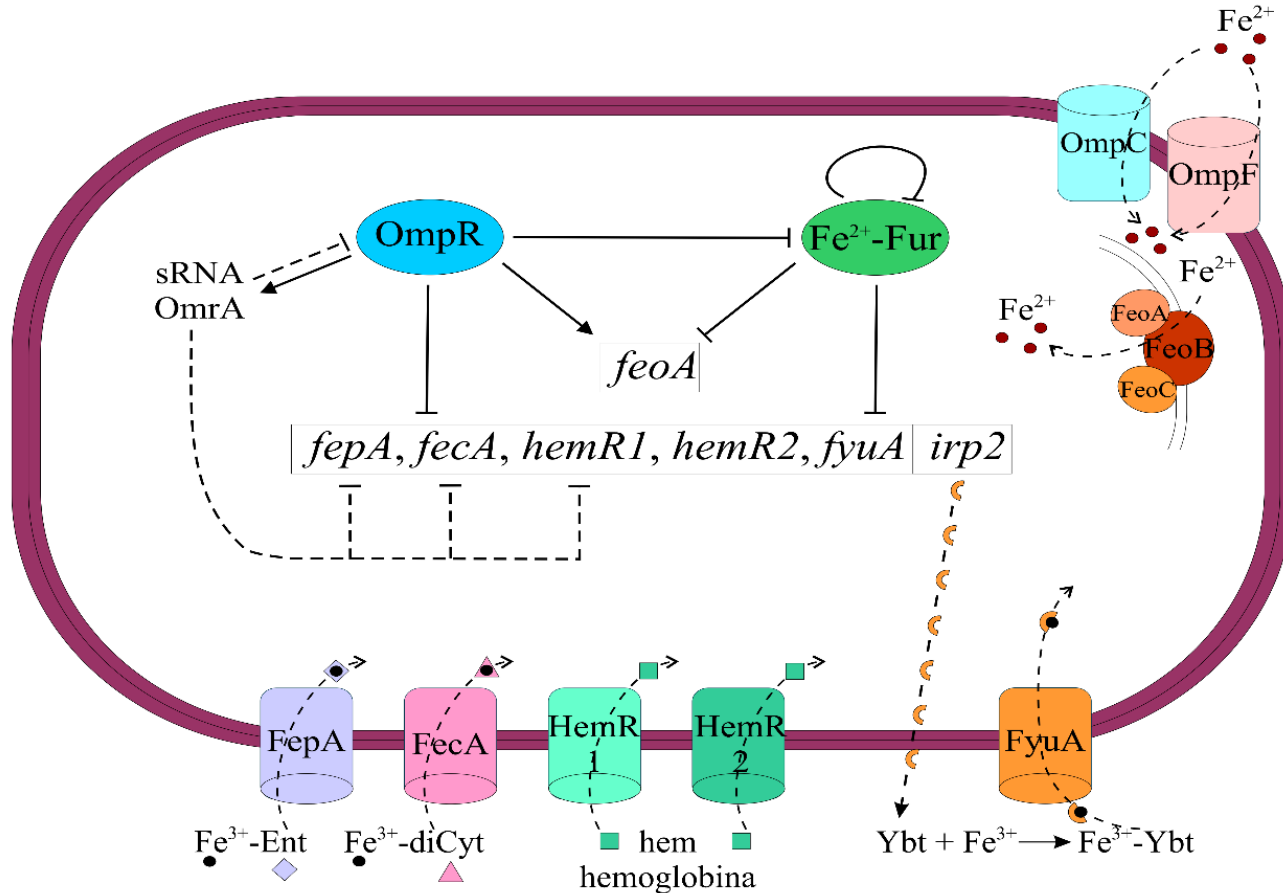 Fe²⁺
OmpC
OmpF
OmpR
Fe²⁺-Fur
sRNA
OmrA
Fe²⁺
Fe²⁺
FeoA
FeoB
FeoC
feoA
fepA, fecA, hemR1, hemR2, fyuA irp2
FepA
FecA
HemR
1
HemR
2
FyuA
Fe³⁺-Ent
Fe³⁺-diCyt
hem
hemoglobina
Ybt + Fe³⁺ → Fe³⁺-Ybt